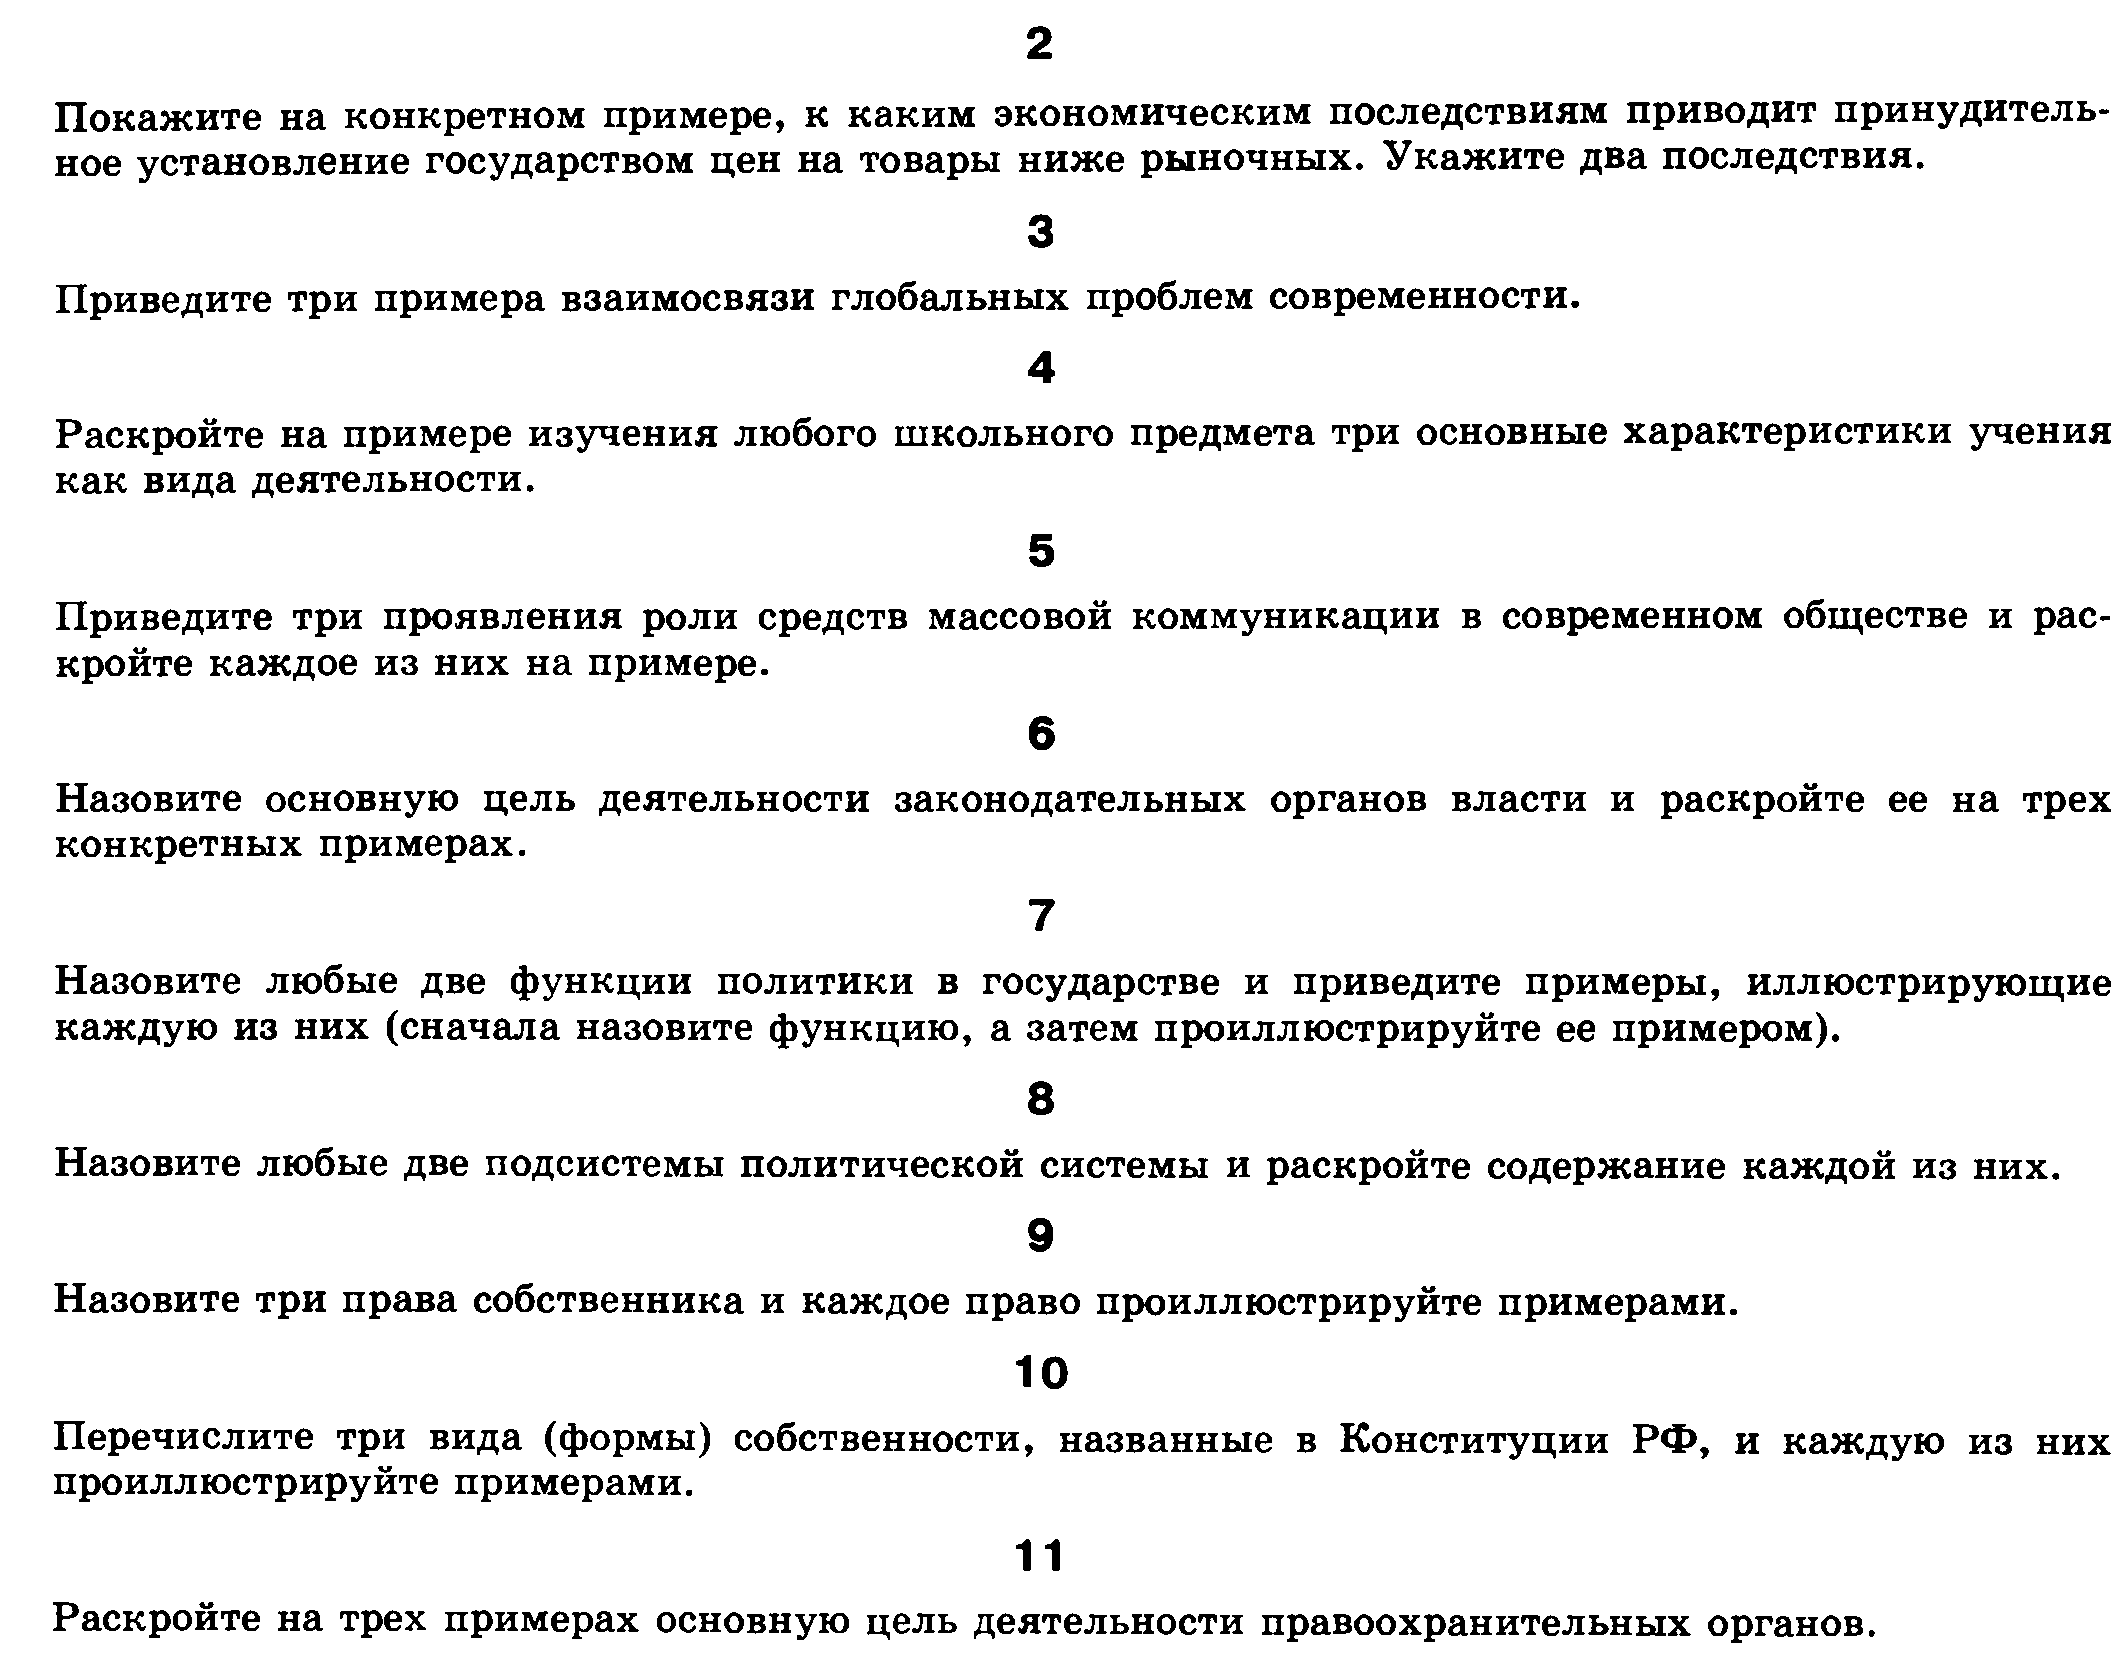 2
Покажите на конкретном примере, к каким экономическим последствиям приводит принудитель-
ное установление государством цен на товары ниже рыночных. Укажите два последствия.
3
Приведите три примера взаимосвязи глобальных проблем современности.
4
Раскройте на примере изучения любого школьного предмета три основные характеристики учения
как вида деятельности.
5
Приведите три проявления роли средств массовой коммуникации в современном обществе и рас-
кройте каждое из них на примере.
6
Назовите основную цель деятельности законодательных органов власти и раскройте ее на трех
конкретных примерах.
7
Назовите любые две функции политики в государстве и приведите примеры, иллюстрирующие
каждую из них (сначала назовите функцию, а затем проиллюстрируйте ее примером).
8
Назовите любые две подсистемы политической системы и раскройте содержание каждой из них.
9
Назовите три права собственника и каждое право проиллюстрируйте примерами.
10
Перечислите три вида (формы) собственности, названные в Конституции РФ, и каждую из них
проиллюстрируйте примерами.
11
Раскройте на трех примерах основную цель деятельности правоохранительных органов.